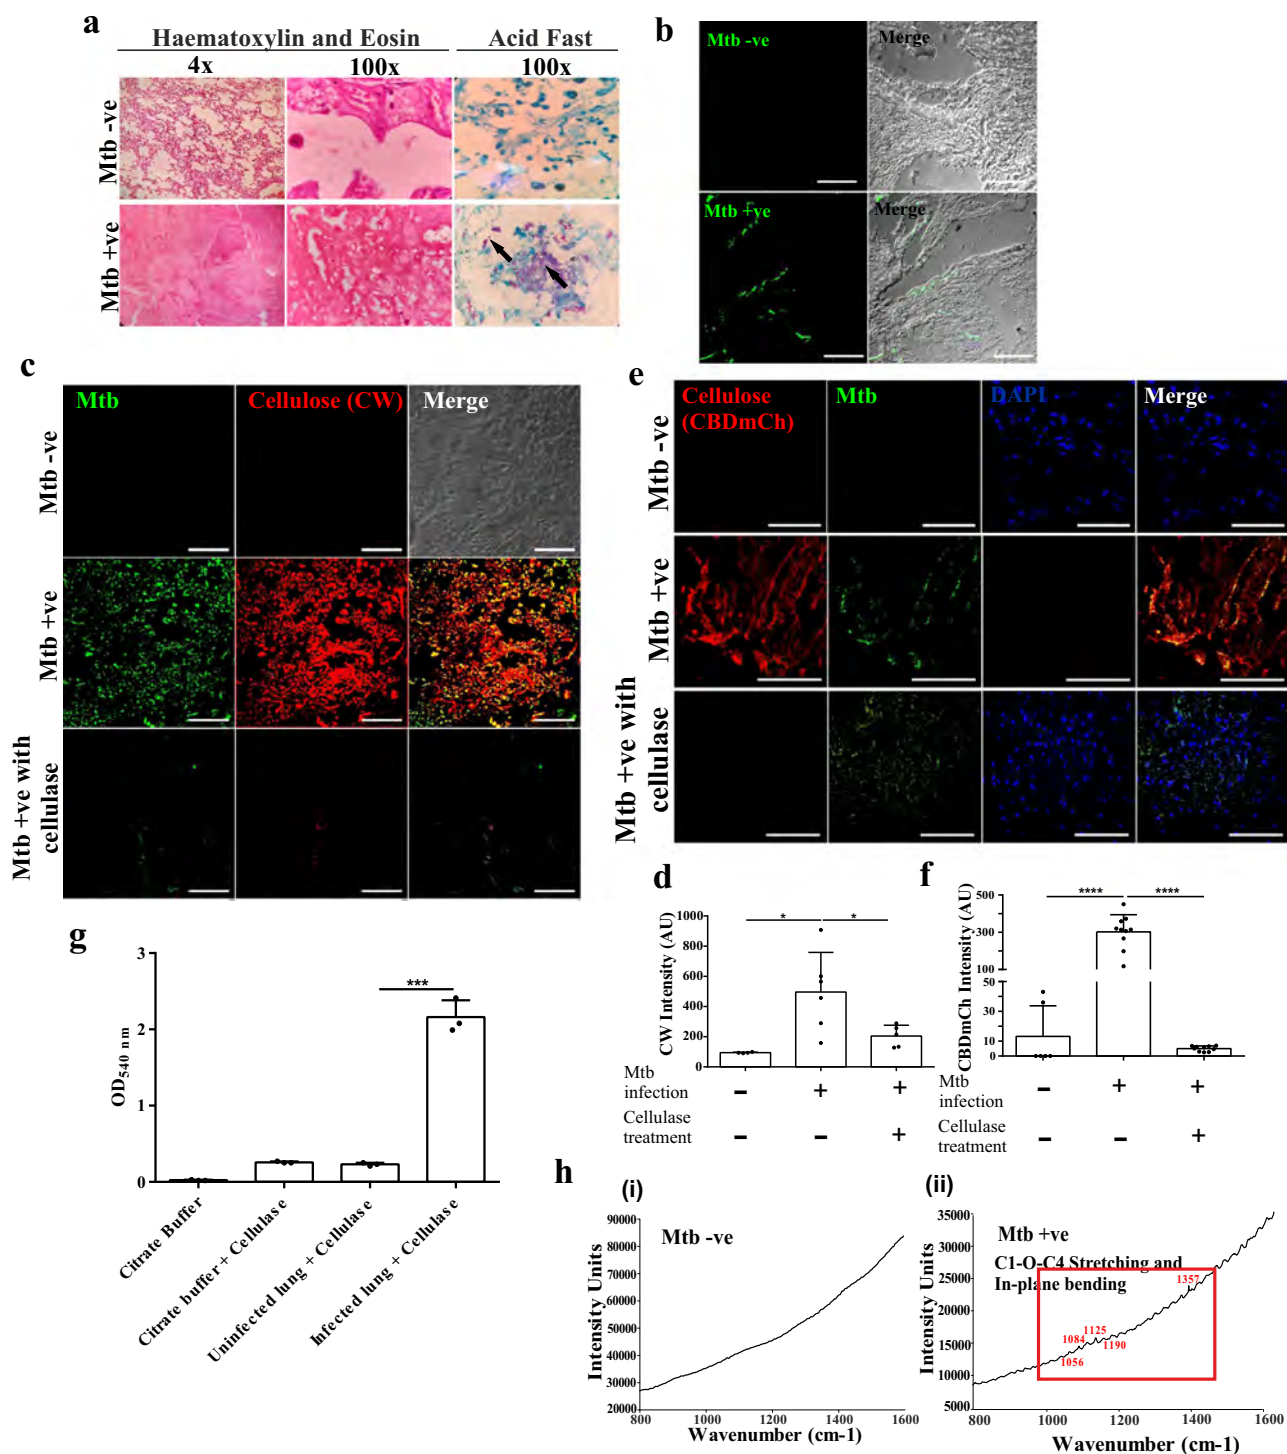 a
Haematoxylin and Eosin
Acid Fast
4x
100x
100x
Mtb -ve
Mtb +ve
b
Mtb -ve
Merge
Mtb +ve
Merge
c
Mtb
Cellulose (CW)
Merge
Mtb -ve
Mtb +ve
Mtb +ve with
cellulase
e
Cellulose
(CBDmCh)
Mtb
DAPI
Merge
Mtb -ve
Mtb +ve
Mtb +ve with
cellulase
d
CW Intensity (AU)
1000
800
600
400
200
0
*
*
Mtb
infection
- + +
Cellulase
treatment
- - +
f
CBDmCh Intensity (AU)
500
300
100
50
30
10
0
****
****
Mtb
infection
- + +
Cellulase
treatment
- - +
g
OD540 nm
3
2
1
0
***
Citrate Buffer
Citrate buffer + Cellulase
Uninfected lung + Cellulase
Infected lung + Cellulase
h
(i)
Mtb -ve
Intensity Units
90000
80000
70000
60000
50000
40000
30000
20000
800 1000 1200 1400 1600
Wavenumber (cm-1)
(ii)
Mtb +ve
C1-O-C4 Stretching and
In-plane bending
Intensity Units
35000
30000
25000
20000
15000
10000
5000
1357
1125
1084
1190
1056
800 1000 1200 1400 1600
Wavenumber (cm-1)